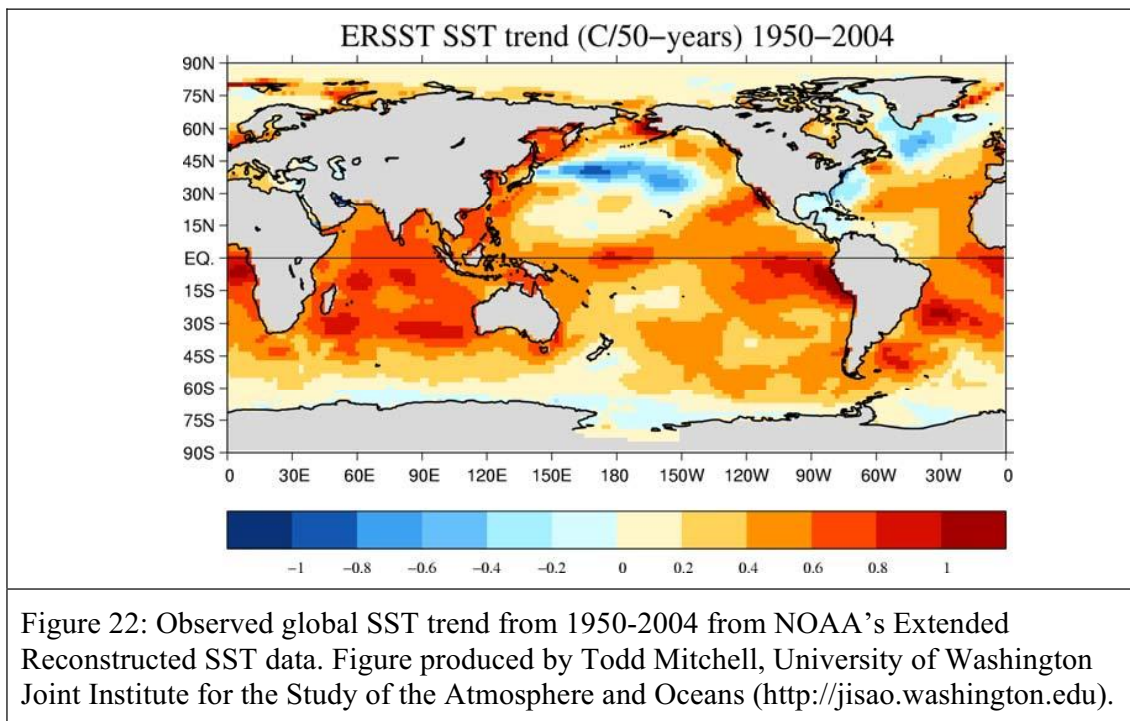 ERSST SST trend (C/50−years) 1950−2004
90N
75N
60N
45N
30N
15N
EQ.
15S
30S
45S
60S
75S
90S
0 30E 60E 90E 120E 150E 180 150W 120W 90W 60W 30W 0
−1 −0.8 −0.6 −0.4 −0.2 0 0.2 0.4 0.6 0.8 1
Figure 22: Observed global SST trend from 1950-2004 from NOAA's Extended
Reconstructed SST data. Figure produced by Todd Mitchell, University of Washington
Joint Institute for the Study of the Atmosphere and Oceans (http://jisao.washington.edu).